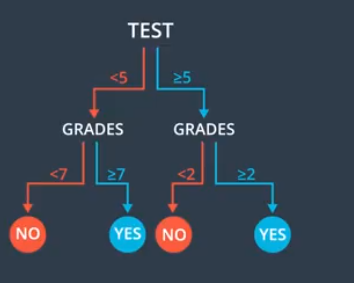 TEST
<5 ≥5
GRADES GRADES
<7 ≥7 <2 ≥2
NO YES NO YES